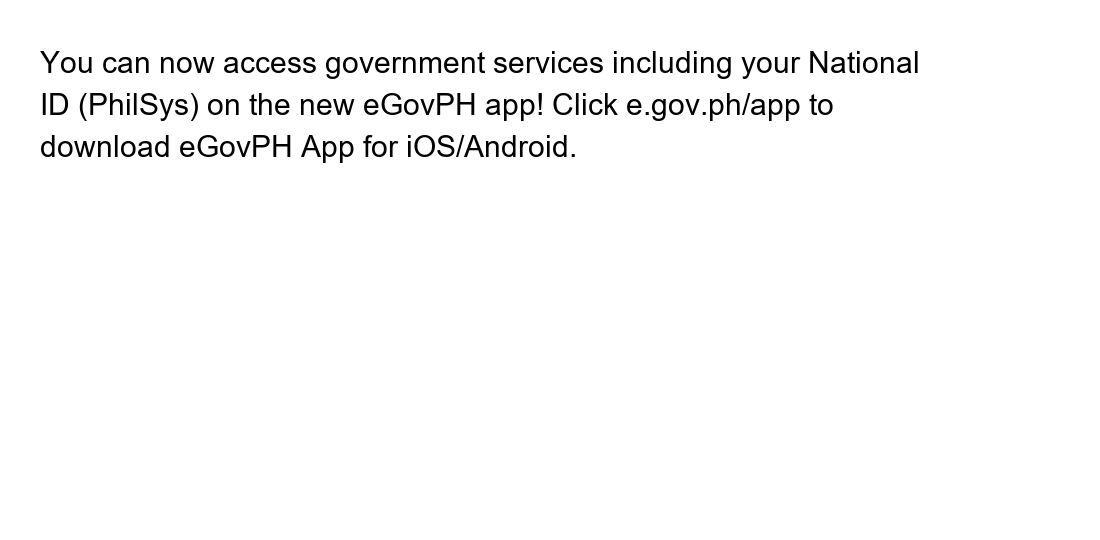 You can now access government services including your National
ID (PhilSys) on the new eGovPH app! Click e.gov.ph/app to
download eGovPH App for iOS/Android.